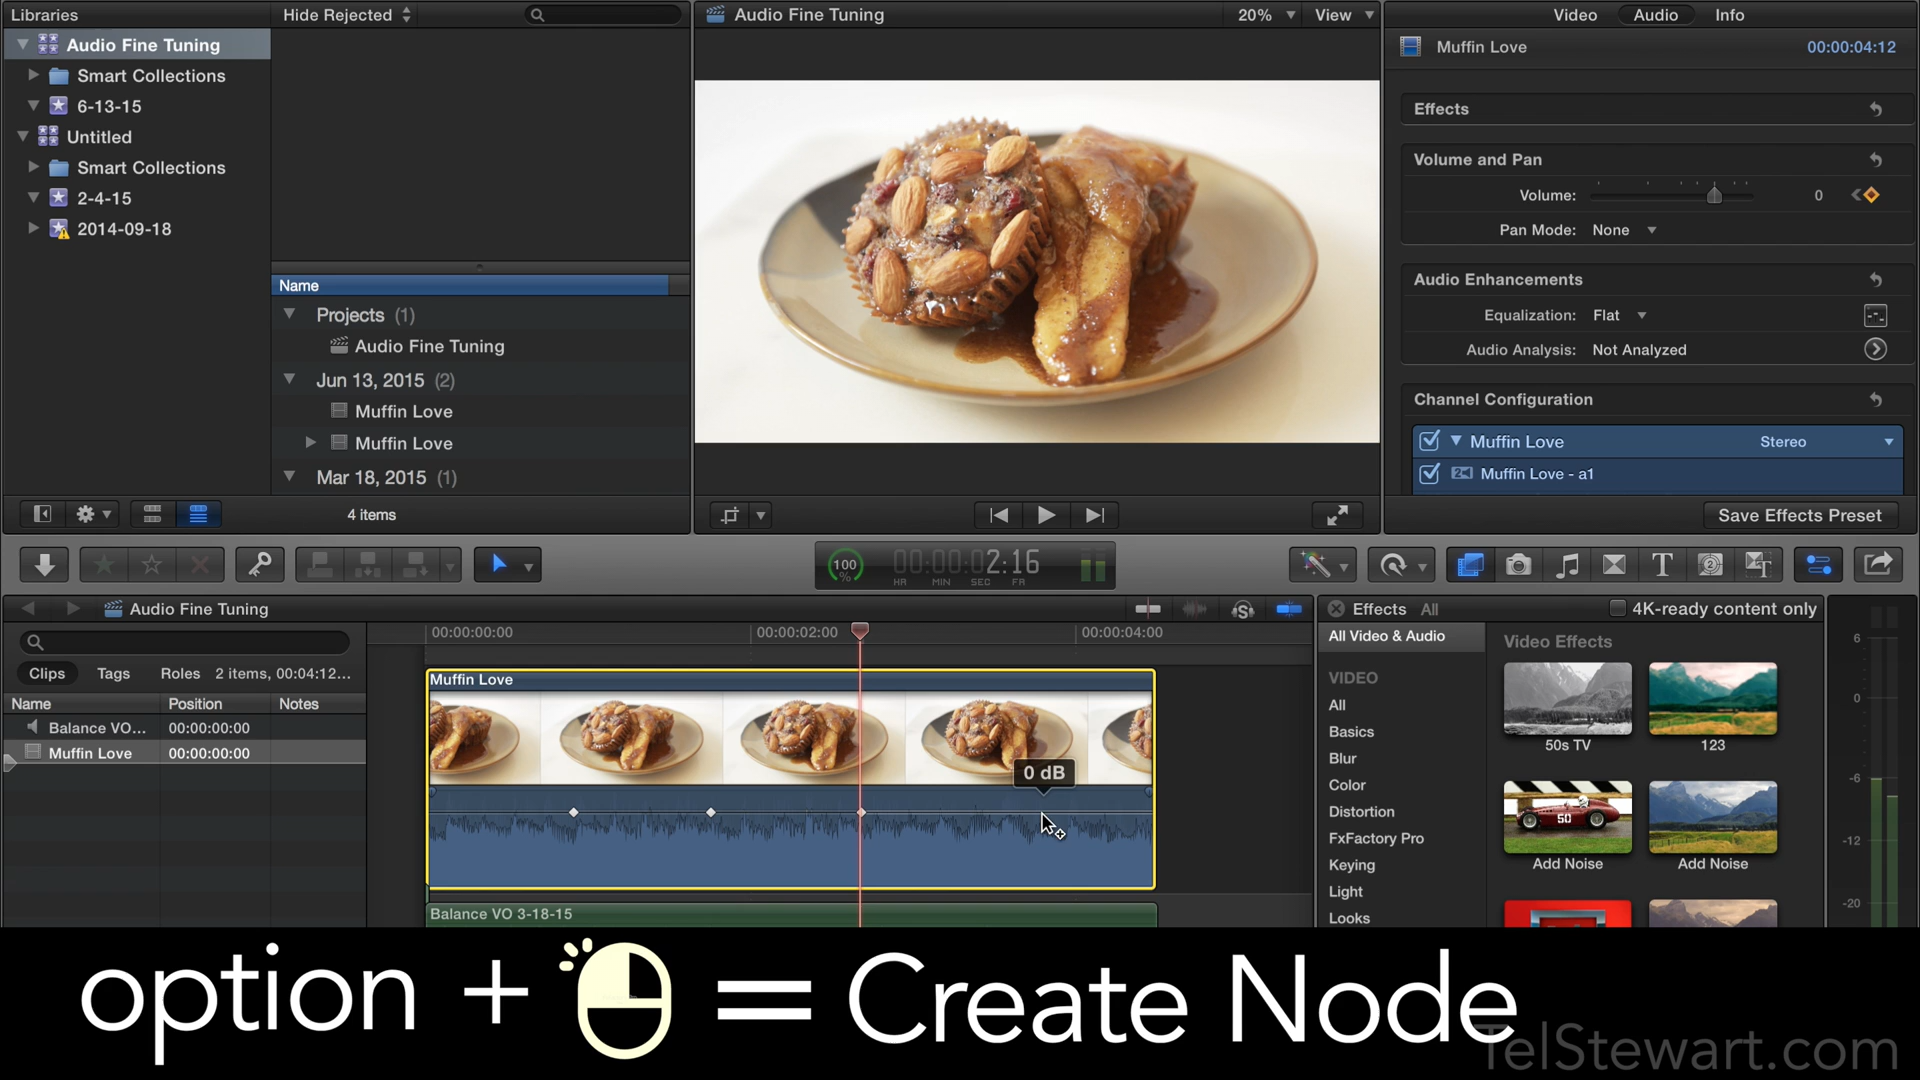 Libraries
Hide Rejected
Audio Fine Tuning
20%
View
Video
Audio
Info
Audio Fine Tuning
Smart Collections
6-13-15
Untitled
Smart Collections
2-4-15
2014-09-18
Name
Projects (1)
Audio Fine Tuning
Jun 13, 2015 (2)
Muffin Love
Muffin Love
Mar 18, 2015 (1)
4 items
Muffin Love
00:00:04:12
Effects
Volume and Pan
Volume:
0
Pan Mode: None
Audio Enhancements
Equalization: Flat
Audio Analysis: Not Analyzed
Channel Configuration
Muffin Love
Stereo
Muffin Love - a1
Save Effects Preset
100
%
00:00:02:16
HR MIN SEC FR
Audio Fine Tuning
Clips
Tags
Roles
2 items, 00:04:12...
Name
Position
Notes
Balance VO...
00:00:00:00
Muffin Love
00:00:00:00
00:00:00:00
00:00:02:00
00:00:04:00
Muffin Love
0 dB
Balance VO 3-18-15
Effects
All
4K-ready content only
All Video & Audio
VIDEO
All
Basics
Blur
Color
Distortion
FxFactory Pro
Keying
Light
Looks
Video Effects
50s TV
123
50
Add Noise
Add Noise
6
0
-6
-12
-20
option + = Create Node
TelStewart.com